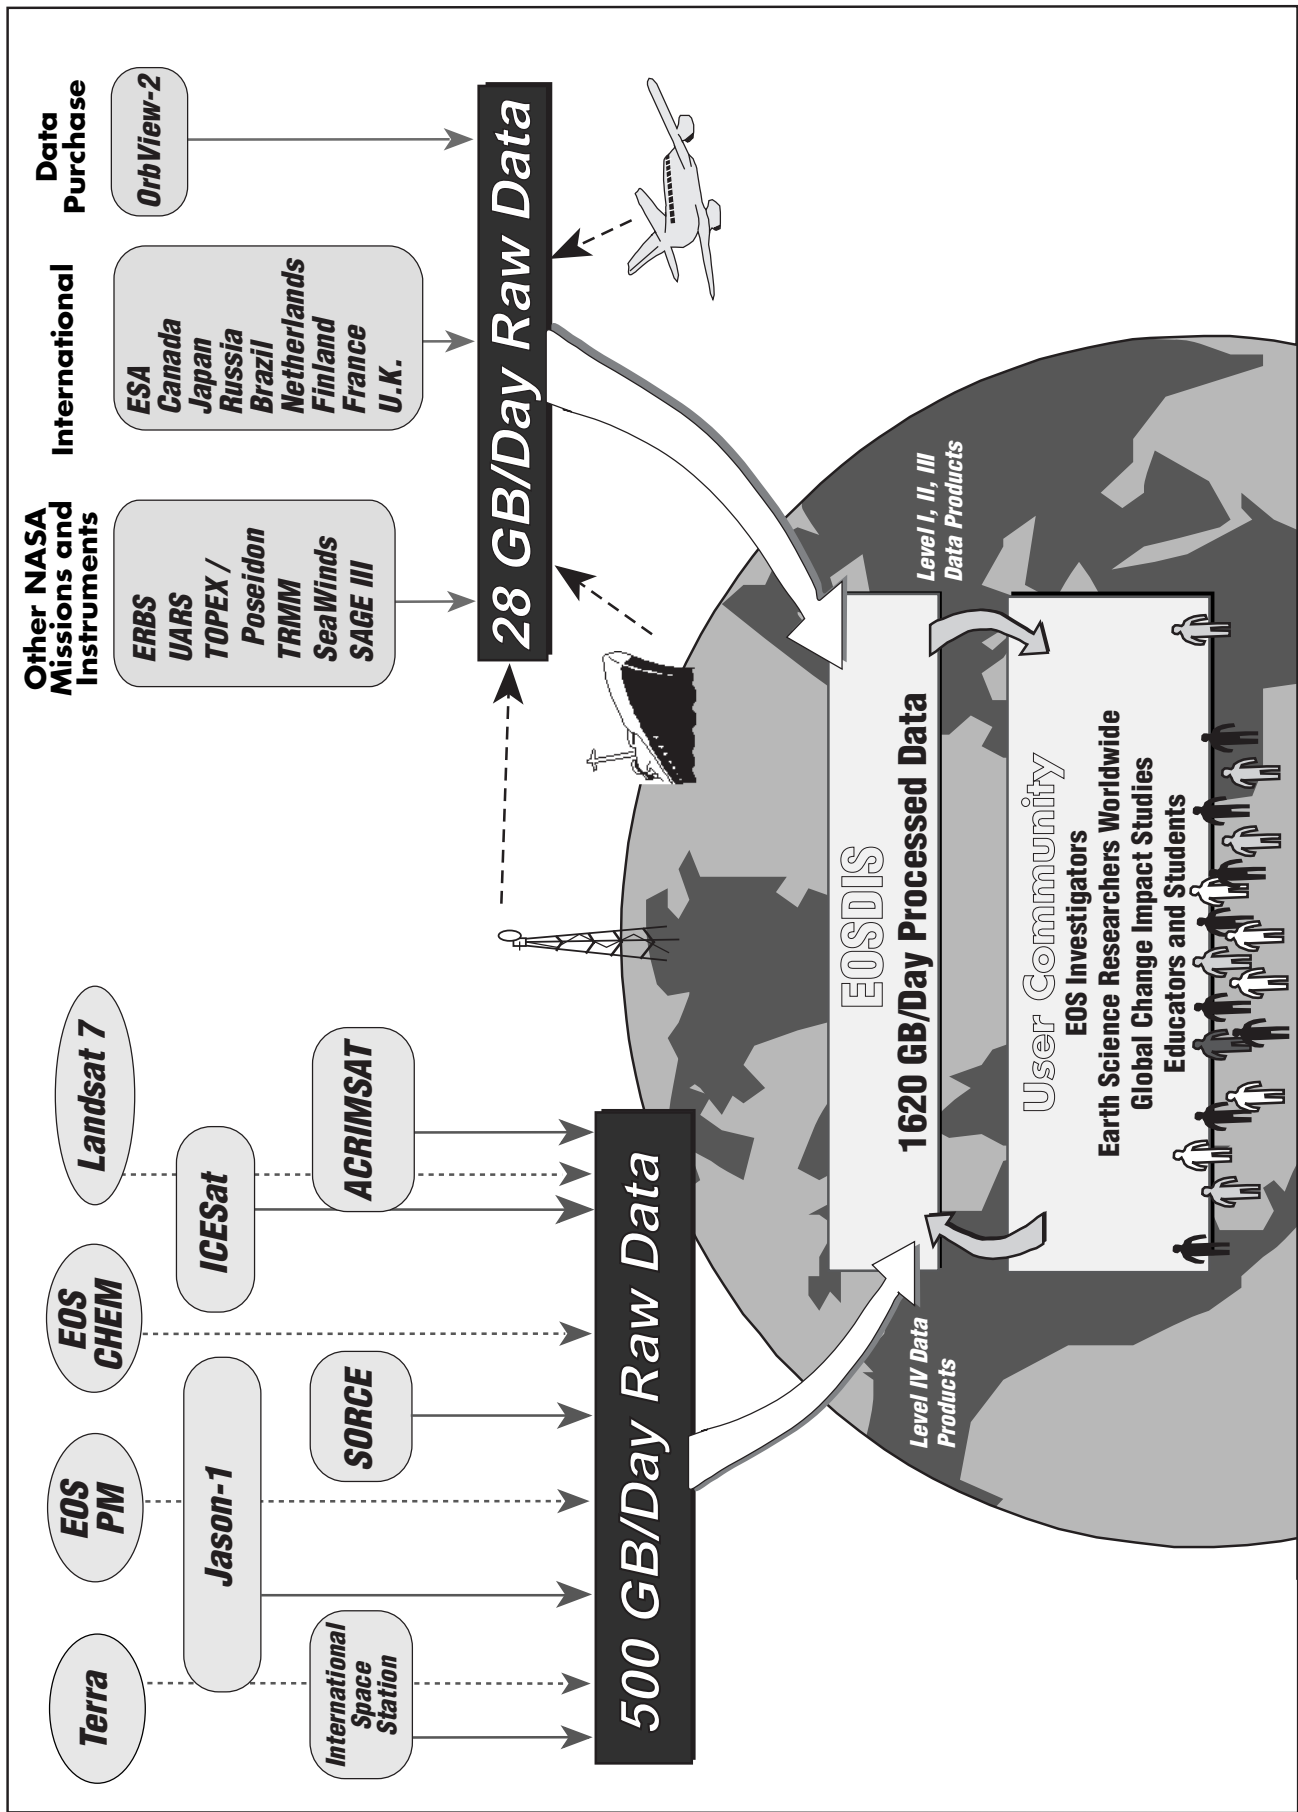 Terra
EOS
PM
EOS
CHEM
Landsat 7
Jason-1
ICESat
International
Space
Station
SORCE
ACRIMSAT
500 GB/Day Raw Data
Other NASA
Missions and
Instruments
ERBS
UARS
TOPEX /
Poseidon
TRMM
SeaWinds
SAGE III
International
ESA
Canada
Japan
Russia
Brazil
Netherlands
Finland
France
U.K.
Data
Purchase
OrbView-2
28 GB/Day Raw Data
EOSDIS
1620 GB/Day Processed Data
Level IV Data
Products
Level I, II, III
Data Products
User Community
EOS Investigators
Earth Science Researchers Worldwide
Global Change Impact Studies
Educators and Students